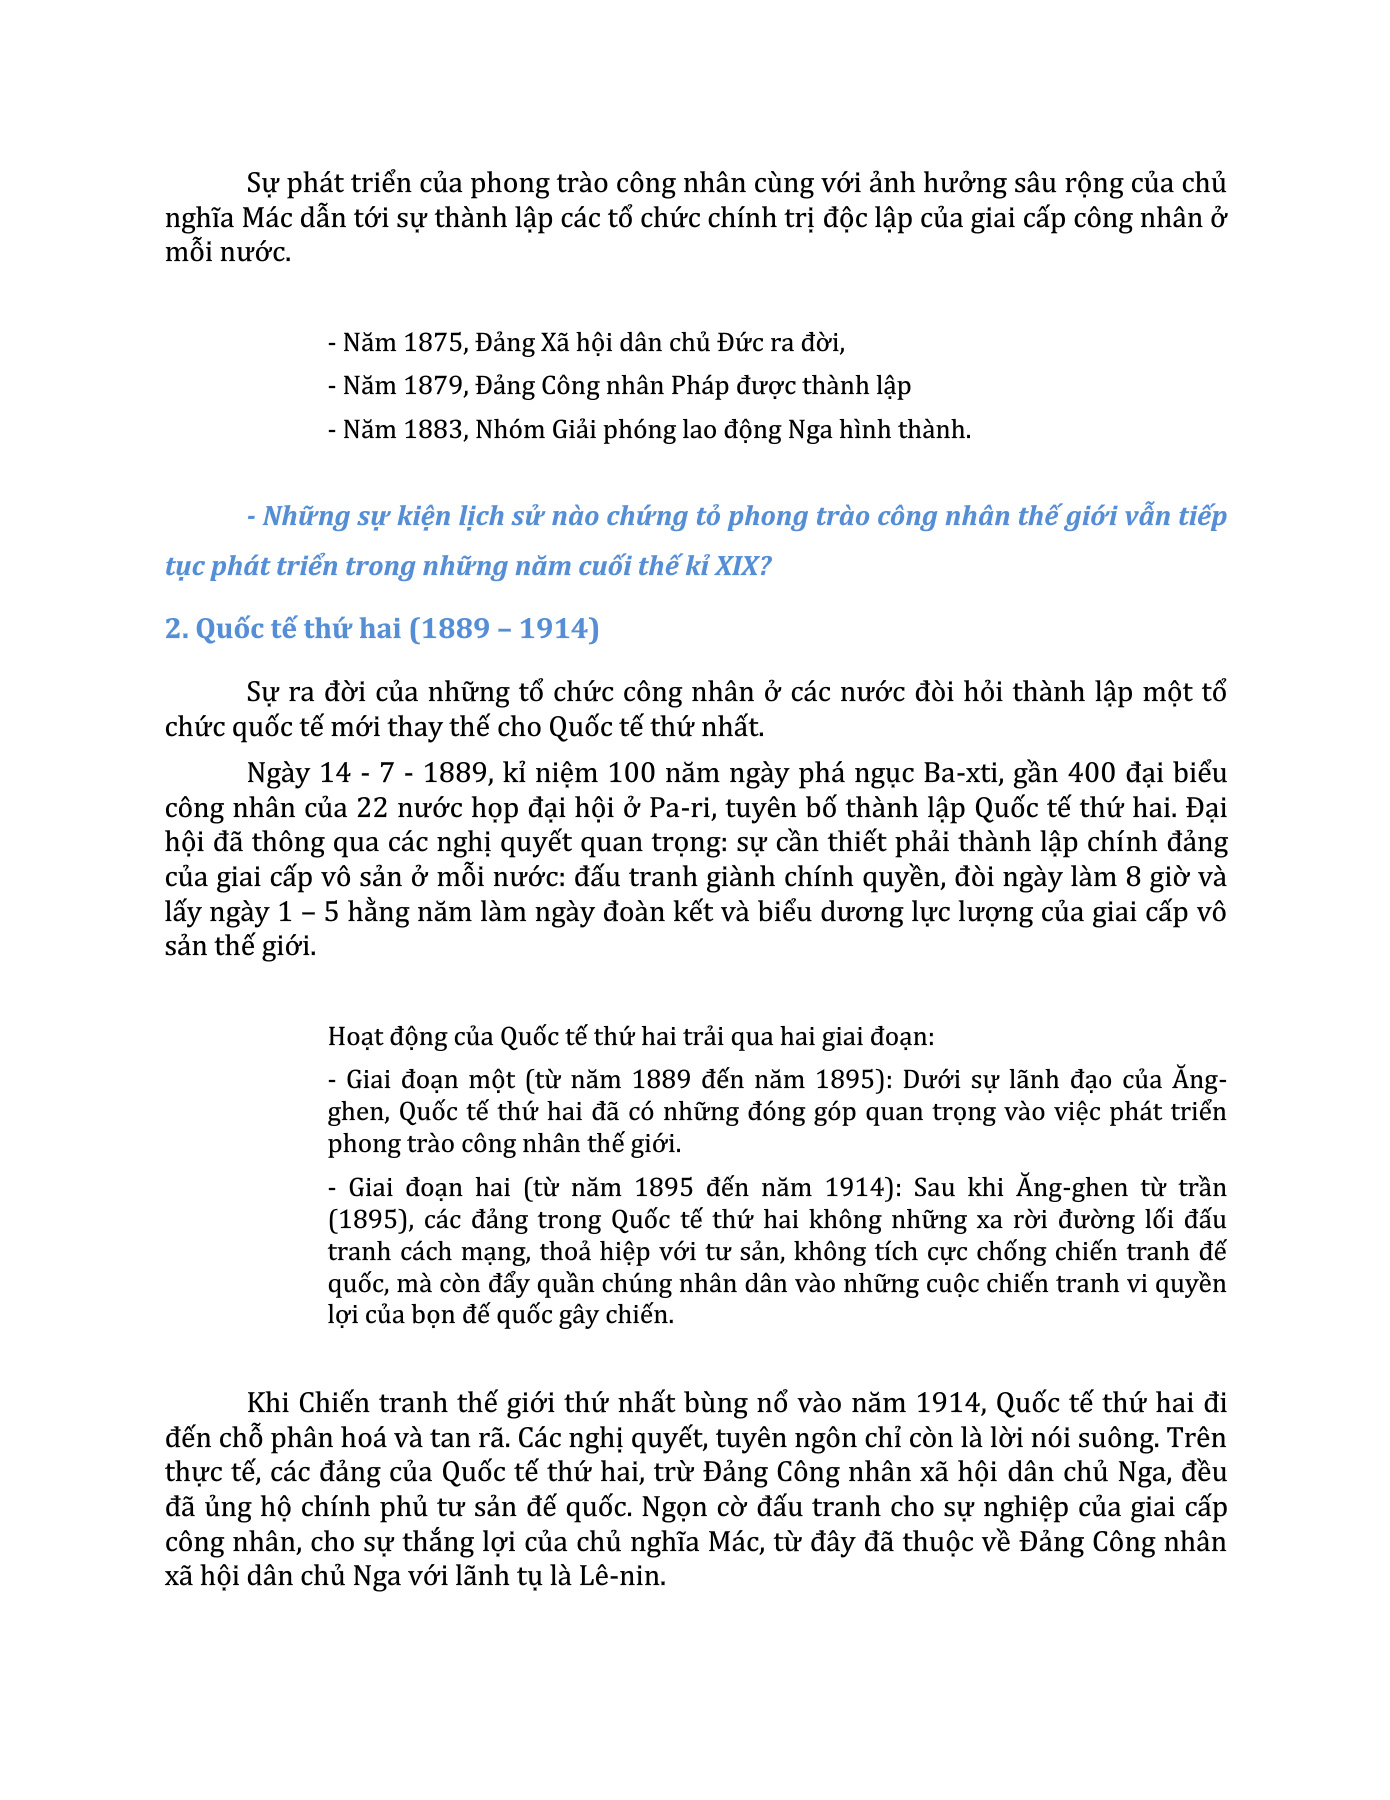 Sự phát triển của phong trào công nhân cùng với ảnh hưởng sâu rộng của chủ
nghĩa Mác dẫn tới sự thành lập các tổ chức chính trị độc lập của giai cấp công nhân ở
mỗi nước.
- Năm 1875, Đảng Xã hội dân chủ Đức ra đời,
- Năm 1879, Đảng Công nhân Pháp được thành lập
- Năm 1883, Nhóm Giải phóng lao động Nga hình thành.
- Những sự kiện lịch sử nào chứng tỏ phong trào công nhân thế giới vẫn tiếp
tục phát triển trong những năm cuối thế kỉ XIX?
2. Quốc tế thứ hai (1889 – 1914)
Sự ra đời của những tổ chức công nhân ở các nước đòi hỏi thành lập một tổ
chức quốc tế mới thay thế cho Quốc tế thứ nhất.
Ngày 14 - 7 - 1889, kỉ niệm 100 năm ngày phá ngục Ba-xti, gần 400 đại biểu
công nhân của 22 nước họp đại hội ở Pa-ri, tuyên bố thành lập Quốc tế thứ hai. Đại
hội đã thông qua các nghị quyết quan trọng: sự cần thiết phải thành lập chính đảng
của giai cấp vô sản ở mỗi nước: đấu tranh giành chính quyền, đòi ngày làm 8 giờ và
lấy ngày 1 – 5 hằng năm làm ngày đoàn kết và biểu dương lực lượng của giai cấp vô
sản thế giới.
Hoạt động của Quốc tế thứ hai trải qua hai giai đoạn:
- Giai đoạn một (từ năm 1889 đến năm 1895): Dưới sự lãnh đạo của Ăng-
ghen, Quốc tế thứ hai đã có những đóng góp quan trọng vào việc phát triển
phong trào công nhân thế giới.
- Giai đoạn hai (từ năm 1895 đến năm 1914): Sau khi Ăng-ghen từ trần
(1895), các đảng trong Quốc tế thứ hai không những xa rời đường lối đấu
tranh cách mạng, thoả hiệp với tư sản, không tích cực chống chiến tranh đế
quốc, mà còn đẩy quần chúng nhân dân vào những cuộc chiến tranh vi quyền
lợi của bọn đế quốc gây chiến.
Khi Chiến tranh thế giới thứ nhất bùng nổ vào năm 1914, Quốc tế thứ hai đi
đến chỗ phân hoá và tan rã. Các nghị quyết, tuyên ngôn chỉ còn là lời nói suông. Trên
thực tế, các đảng của Quốc tế thứ hai, trừ Đảng Công nhân xã hội dân chủ Nga, đều
đã ủng hộ chính phủ tư sản đế quốc. Ngọn cờ đấu tranh cho sự nghiệp của giai cấp
công nhân, cho sự thắng lợi của chủ nghĩa Mác, từ đây đã thuộc về Đảng Công nhân
xã hội dân chủ Nga với lãnh tụ là Lê-nin.